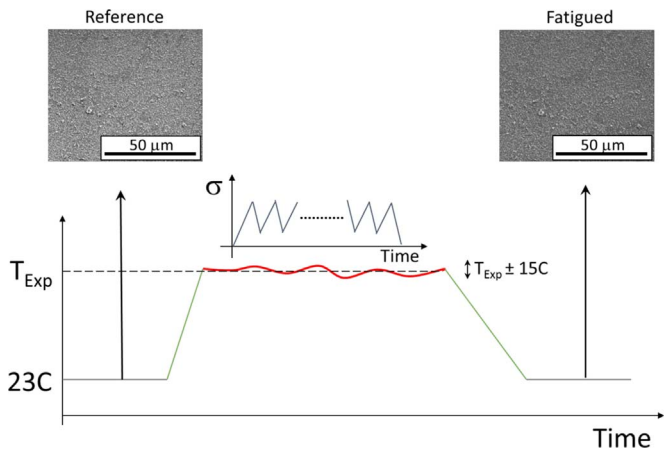 Reference
Fatigued
50 μm
50 μm
σ
Time
T_Exp
T_Exp ± 15C
23C
Time